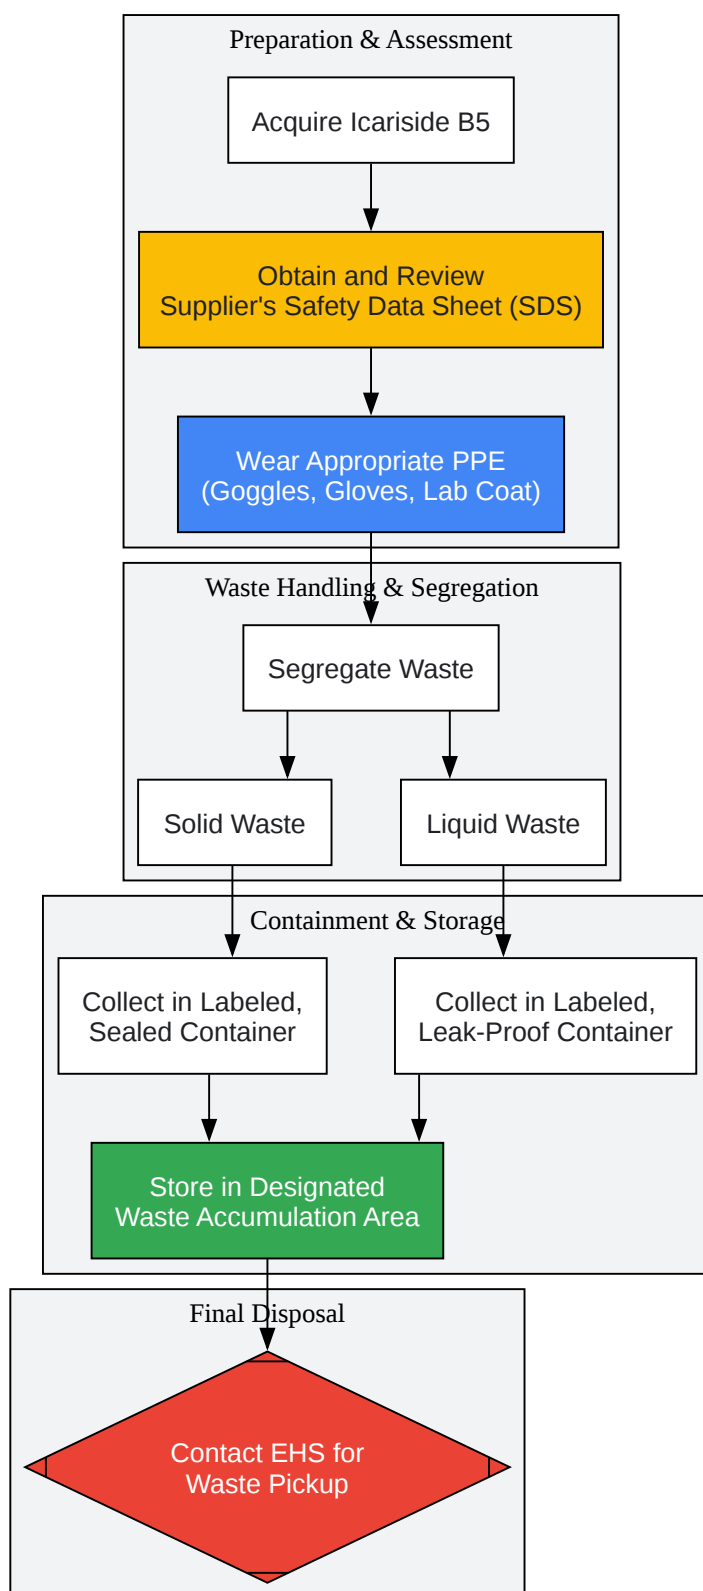 Preparation & Assessment
Acquire Icariside B5
Obtain and Review
Supplier's Safety Data Sheet (SDS)
Wear Appropriate PPE
(Goggles, Gloves, Lab Coat)
Waste Handling & Segregation
Segregate Waste
Solid Waste
Liquid Waste
Containment & Storage
Collect in Labeled,
Sealed Container
Collect in Labeled,
Leak-Proof Container
Store in Designated
Waste Accumulation Area
Final Disposal
Contact EHS for
Waste Pickup